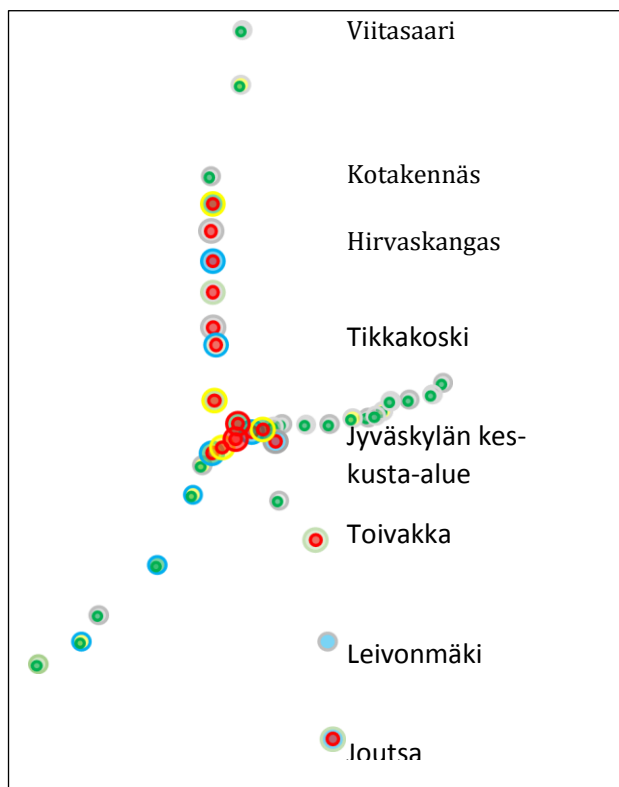 Viitasaari
Kotakennäs
Hirvaskangas
Tikkakoski
Jyväskylän kes-
kusta-alue
Toivakka
Leivonmäki
Joutsa